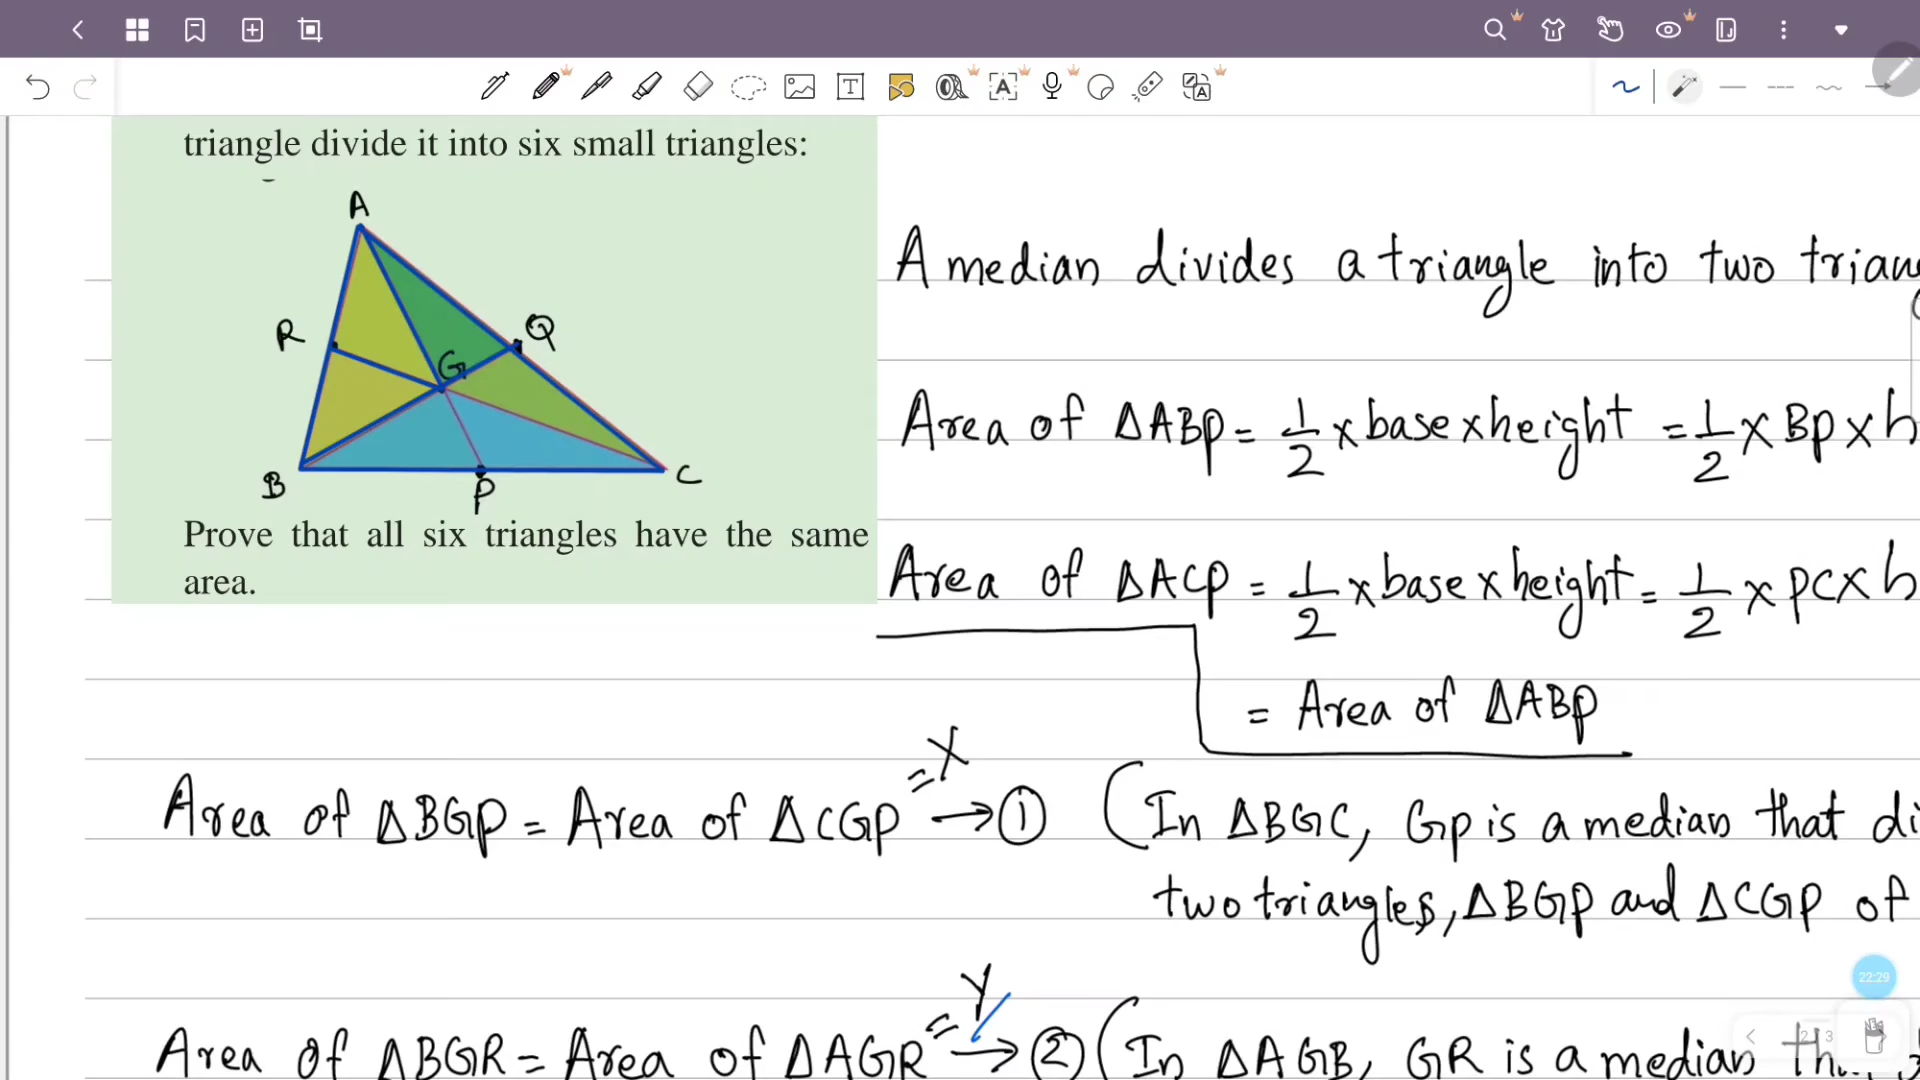 triangle divide it into six small triangles:
A
R
Q
G
B
P
C
Prove that all six triangles have the same
area.
A median divides a triangle into two
Area of ΔABP = 1/2 × base × height = 1/2 × BP × h
Area of ΔACP = 1/2 × base × height = 1/2 × PC × h
= Area of ΔABP
Area of ΔBGP = Area of ΔCGP = X → ① (In ΔBGC, GP is a median that
two triangles, ΔBGP and ΔCGP of
Area of ΔBGR = Area of ΔAGR = Y → ② (In ΔAGB, GR is a median
22:29